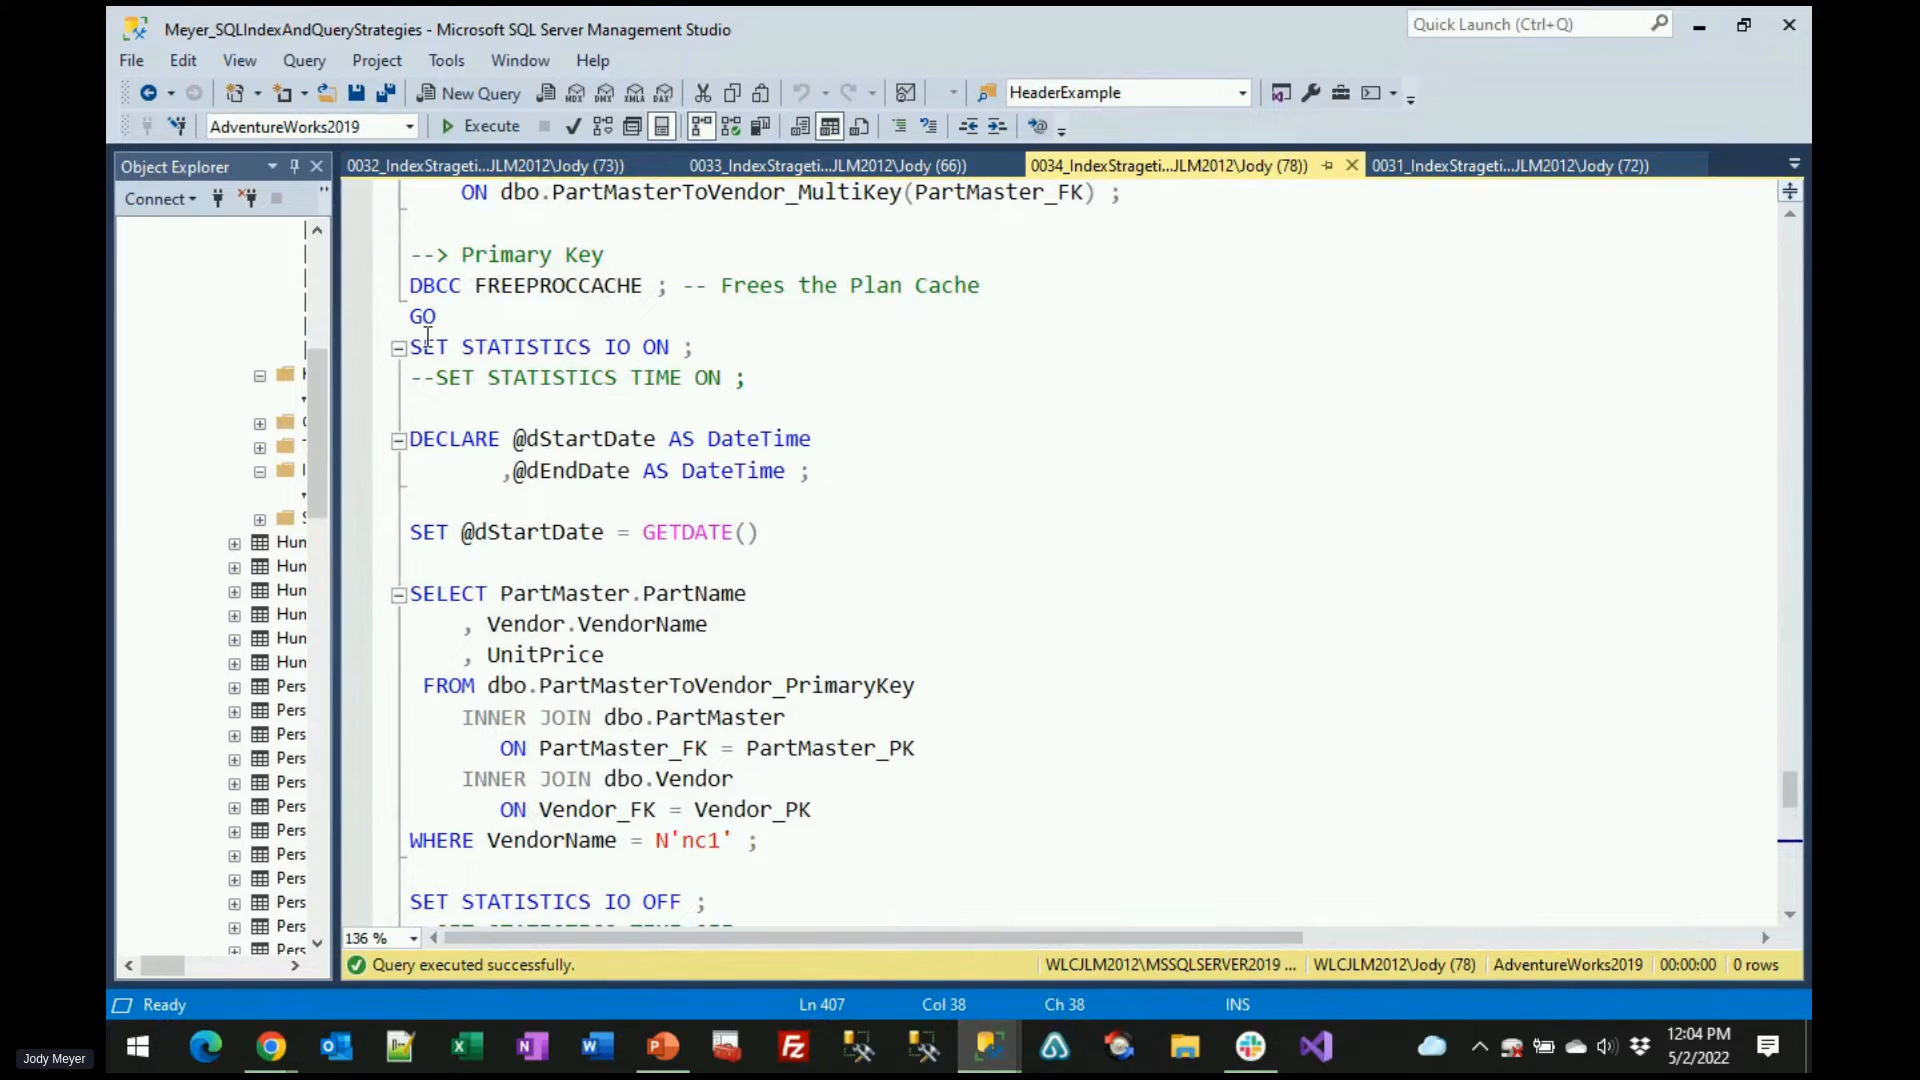 Meyer_SQLIndexAndQueryStrategies - Microsoft SQL Server Management Studio
Quick Launch (Ctrl+Q)
File Edit View Query Project Tools Window Help
New Query
HeaderExample
AdventureWorks2019
Execute
Object Explorer
0032_IndexStrageti...JLM2012\Jody (73))
0033_IndexStrageti...JLM2012\Jody (66))
0034_IndexStrageti...JLM2012\Jody (78))
0031_IndexStrageti...JLM2012\Jody (72))
Connect
ON dbo.PartMasterToVendor_MultiKey(PartMaster_FK) ;
--> Primary Key
DBCC FREEPROCCACHE ; -- Frees the Plan Cache
GO
SET STATISTICS IO ON ;
--SET STATISTICS TIME ON ;
DECLARE @dStartDate AS DateTime
,@dEndDate AS DateTime ;
SET @dStartDate = GETDATE()
SELECT PartMaster.PartName
, Vendor.VendorName
, UnitPrice
FROM dbo.PartMasterToVendor_PrimaryKey
INNER JOIN dbo.PartMaster
ON PartMaster_FK = PartMaster_PK
INNER JOIN dbo.Vendor
ON Vendor_FK = Vendor_PK
WHERE VendorName = N'nc1' ;
SET STATISTICS IO OFF ;
Hun
Hun
Hun
Hun
Hun
Hun
Pers
Pers
Pers
Pers
Pers
Pers
Pers
Pers
Pers
Pers
Pers
Pers
136 %
Query executed successfully.
WLCJLM2012\MSSQLSERVER2019 ...
WLCJLM2012\Jody (78)
AdventureWorks2019
00:00:00
0 rows
Ready
Ln 407
Col 38
Ch 38
INS
Jody Meyer
12:04 PM
5/2/2022